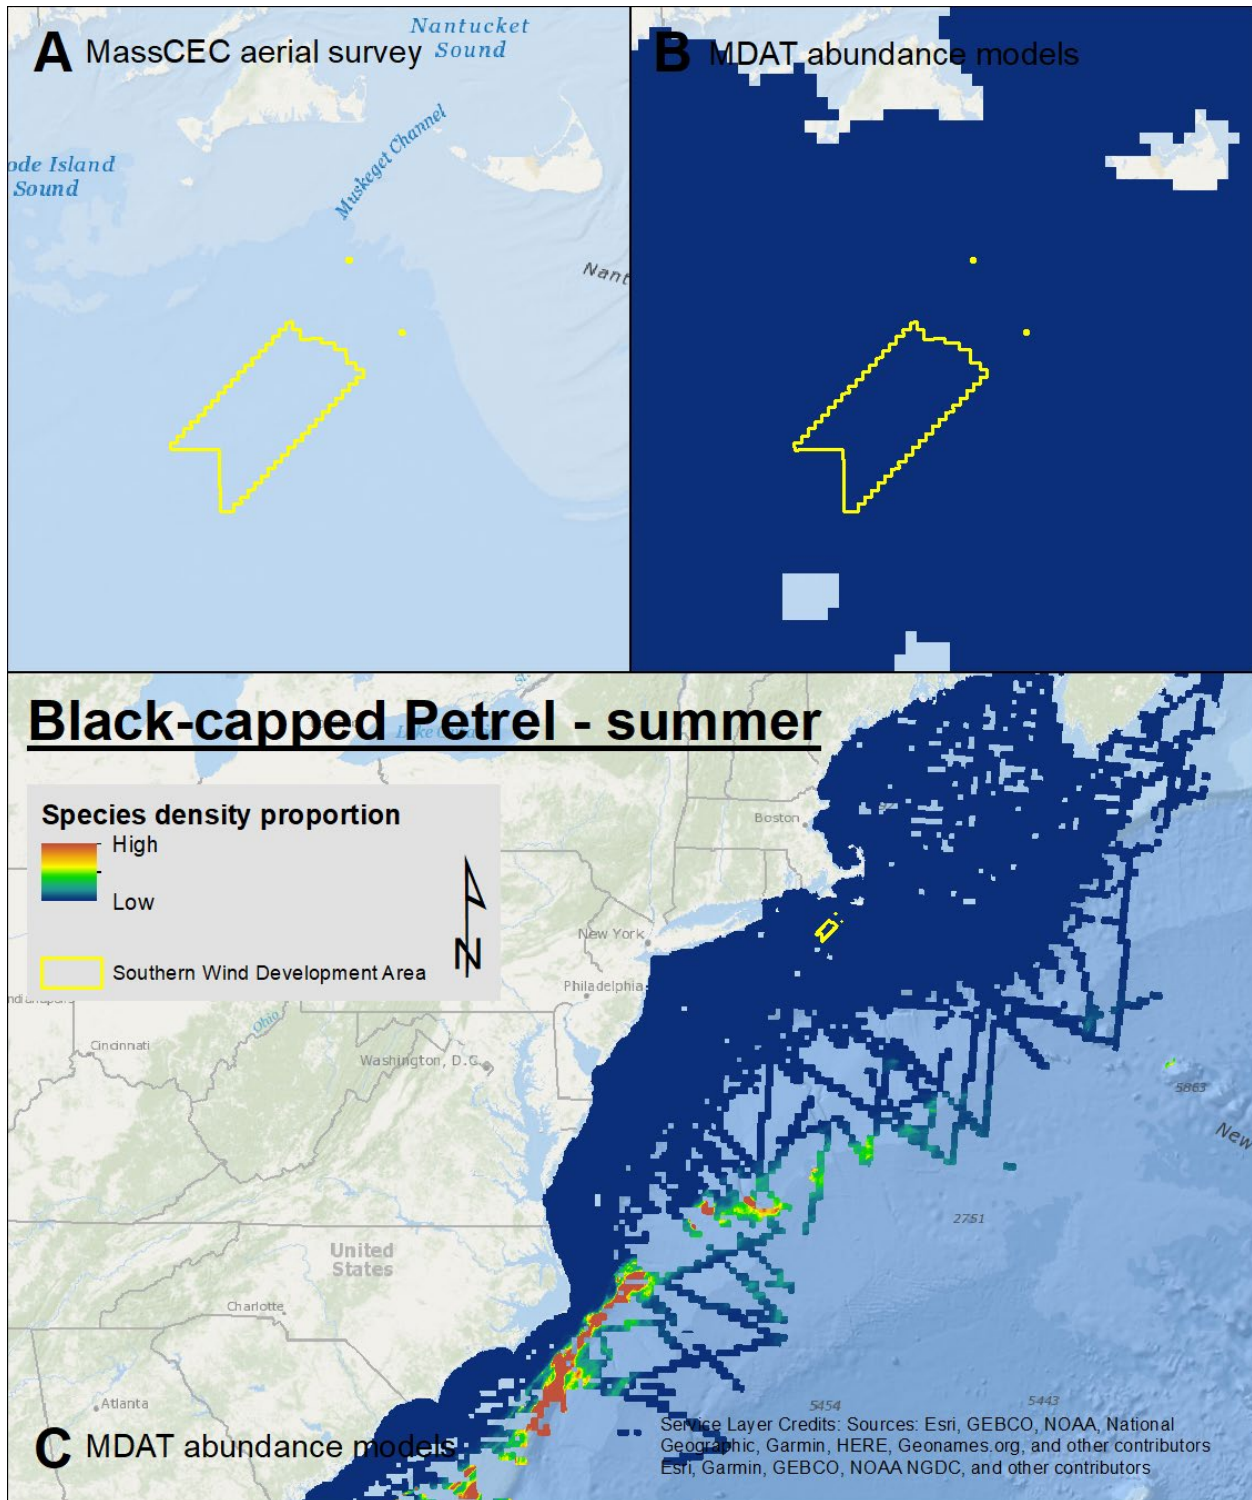 A MassCEC aerial survey
Nantucket
Sound
Muskeget Channel
ode Island
Sound
Nant
B MDAT abundance models
Black-capped Petrel - summer
Species density proportion
High
Low
N
Southern Wind Development Area
Boston
New York
Philadelphia
Ohio
Cincinnati
Washington, D.C.
5863
New
2751
United
States
Charlotte
Atlanta
5454
5443
C MDAT abundance models
Service Layer Credits: Sources: Esri, GEBCO, NOAA, National
Geographic, Garmin, HERE, Geonames.org, and other contributors
Esri, Garmin, GEBCO, NOAA NGDC, and other contributors